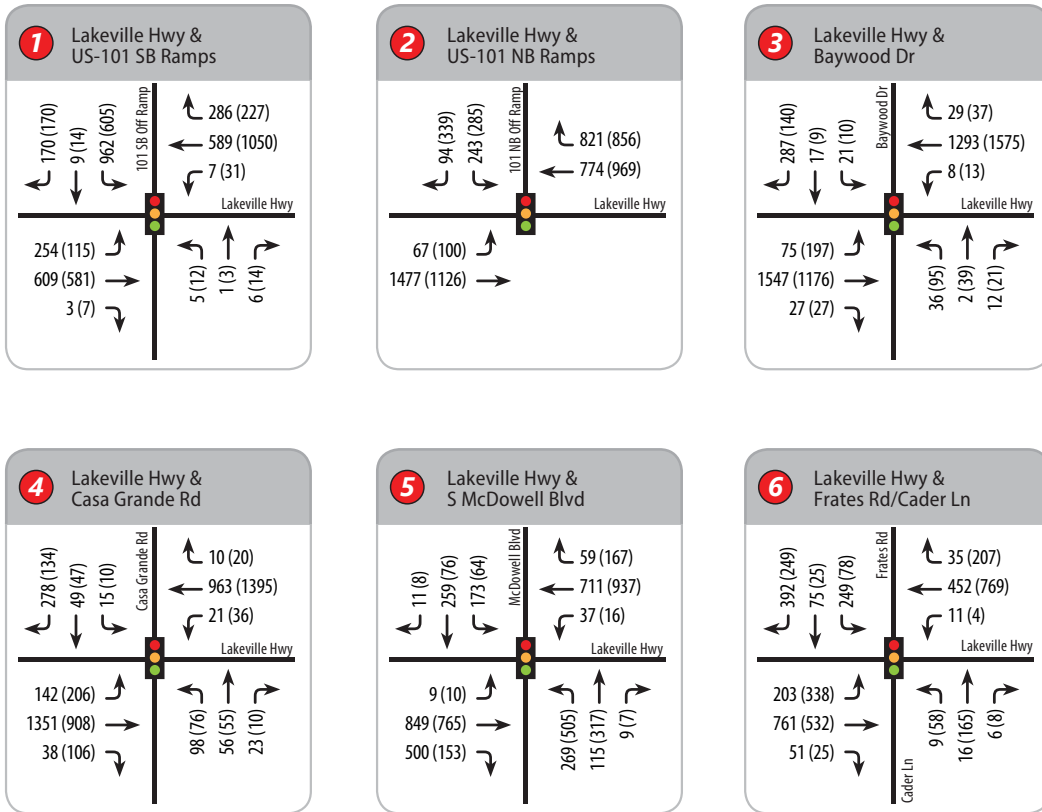 1
Lakeville Hwy &
US-101 SB Ramps
170 (170)
9 (14)
962 (605)
101 SB Off Ramp
286 (227)
589 (1050)
7 (31)
Lakeville Hwy
254 (115)
609 (581)
3 (7)
5 (12)
1 (3)
6 (14)
2
Lakeville Hwy &
US-101 NB Ramps
94 (339)
243 (285)
101 NB Off Ramp
821 (856)
774 (969)
Lakeville Hwy
67 (100)
1477 (1126)
3
Lakeville Hwy &
Baywood Dr
287 (140)
17 (9)
21 (10)
Baywood Dr
29 (37)
1293 (1575)
8 (13)
Lakeville Hwy
75 (197)
1547 (1176)
27 (27)
36 (95)
2 (39)
12 (21)
4
Lakeville Hwy &
Casa Grande Rd
278 (134)
49 (47)
15 (10)
Casa Grande Rd
10 (20)
963 (1395)
21 (36)
Lakeville Hwy
142 (206)
1351 (908)
38 (106)
98 (76)
56 (55)
23 (10)
5
Lakeville Hwy &
S McDowell Blvd
11 (8)
259 (76)
173 (64)
McDowell Blvd
59 (167)
711 (937)
37 (16)
Lakeville Hwy
9 (10)
849 (765)
500 (153)
269 (505)
115 (317)
9 (7)
6
Lakeville Hwy &
Frates Rd/Cader Ln
392 (249)
75 (25)
249 (78)
Frates Rd
35 (207)
452 (769)
11 (4)
Lakeville Hwy
203 (338)
761 (532)
51 (25)
9 (58)
16 (165)
6 (8)
Cader Ln